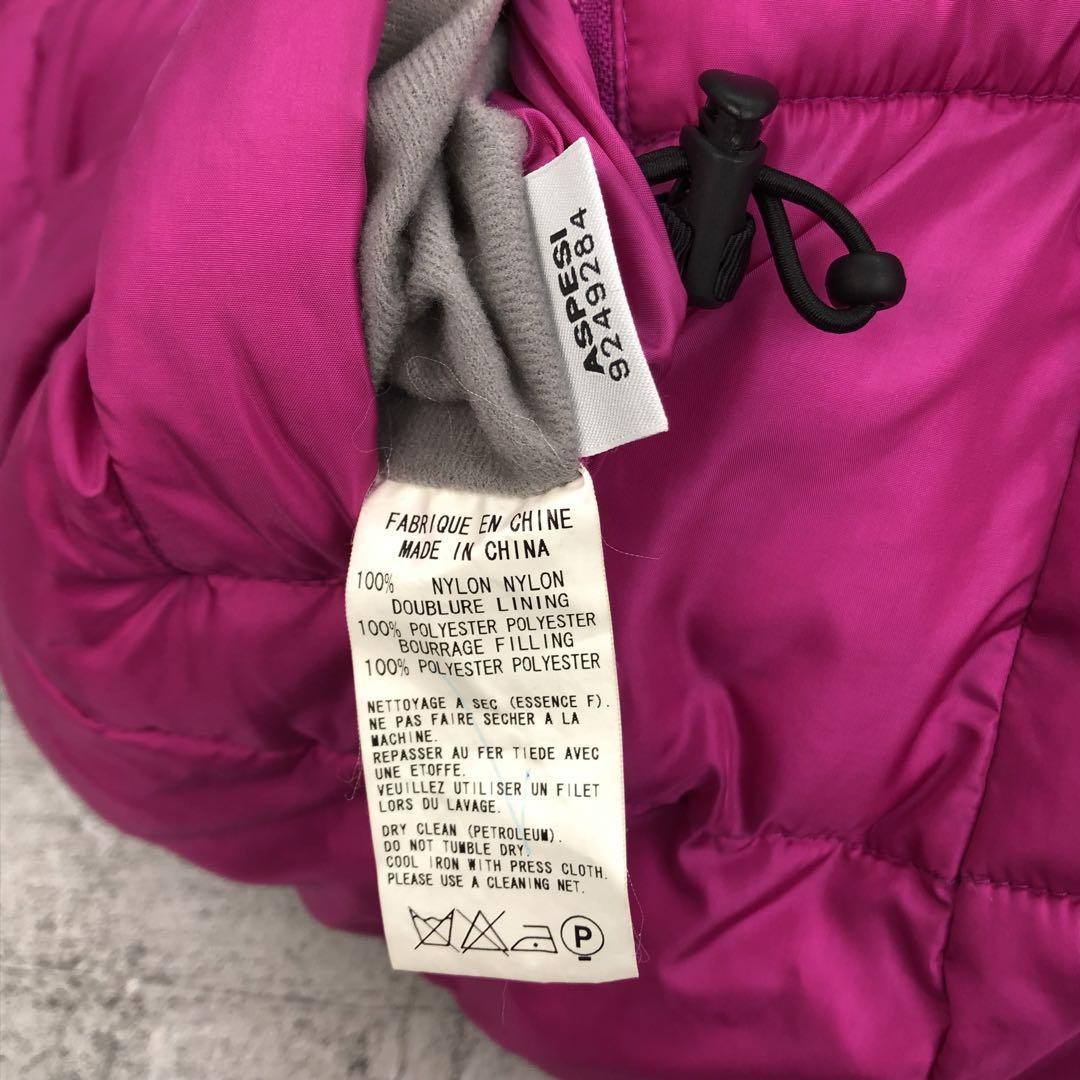 ASPESI
9249284
FABRIQUE EN CHINE
MADE IN CHINA
100% NYLON NYLON
DOUBLURE LINING
100% POLYESTER POLYESTER
BOURRAGE FILLING
100% POLYESTER POLYESTER
NETTOYAGE A SEC (ESSENCE F).
NE PAS FAIRE SECHER A LA
MACHINE.
REPASSER AU FER TIEDE AVEC
UNE ETOFFE.
VEUILLEZ UTILISER UN FILET
LORS DU LAVAGE.
DRY CLEAN (PETROLEUM).
DO NOT TUMBLE DRY.
COOL IRON WITH PRESS CLOTH.
PLEASE USE A CLEANING NET.
P